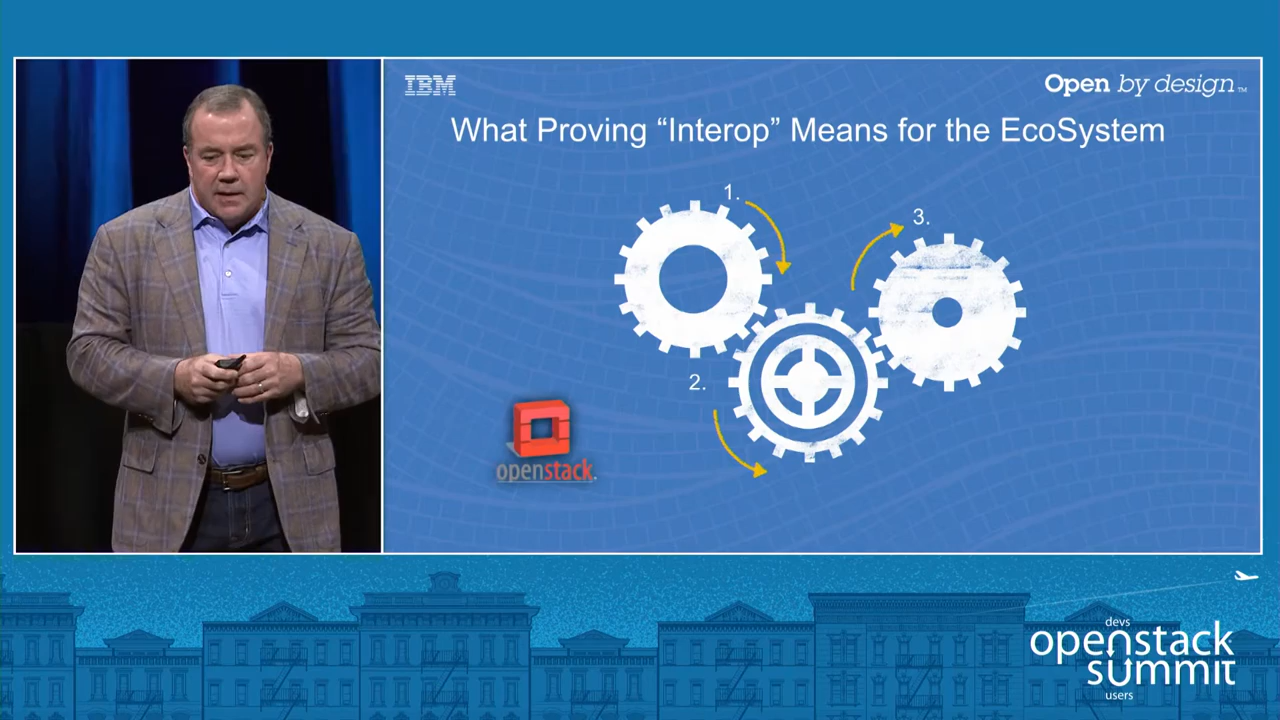 IBM
Open by design™
What Proving “Interop” Means for the EcoSystem
1.
3.
2.
openstack.
devs
openstack
summit
users